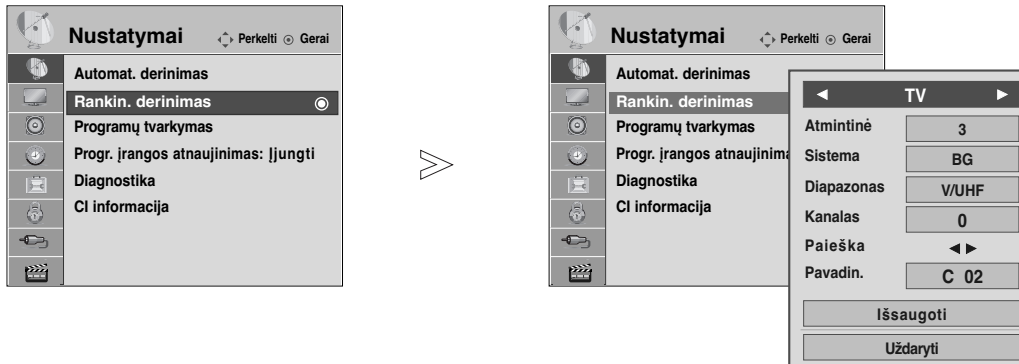 Nustatymai Perkelti Gerai
Automat. derinimas
Rankin. derinimas
Programų tvarkymas
Progr. įrangos atnaujinimas: Įjungti
Diagnostika
CI informacija
Nustatymai Perkelti Gerai
Automat. derinimas
Rankin. derinimas
Programų tvarkymas
Progr. įrangos atnaujinima
Diagnostika
CI informacija
◄ TV ►
Atmintinė 3
Sistema BG
Diapazonas V/UHF
Kanalas 0
Paieška ◄►
Pavadin. C 02
Išsaugoti
Uždaryti